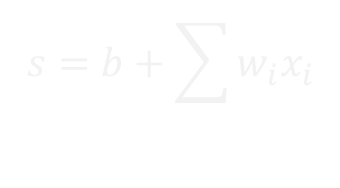 s = b + ∑ wᵢxᵢ